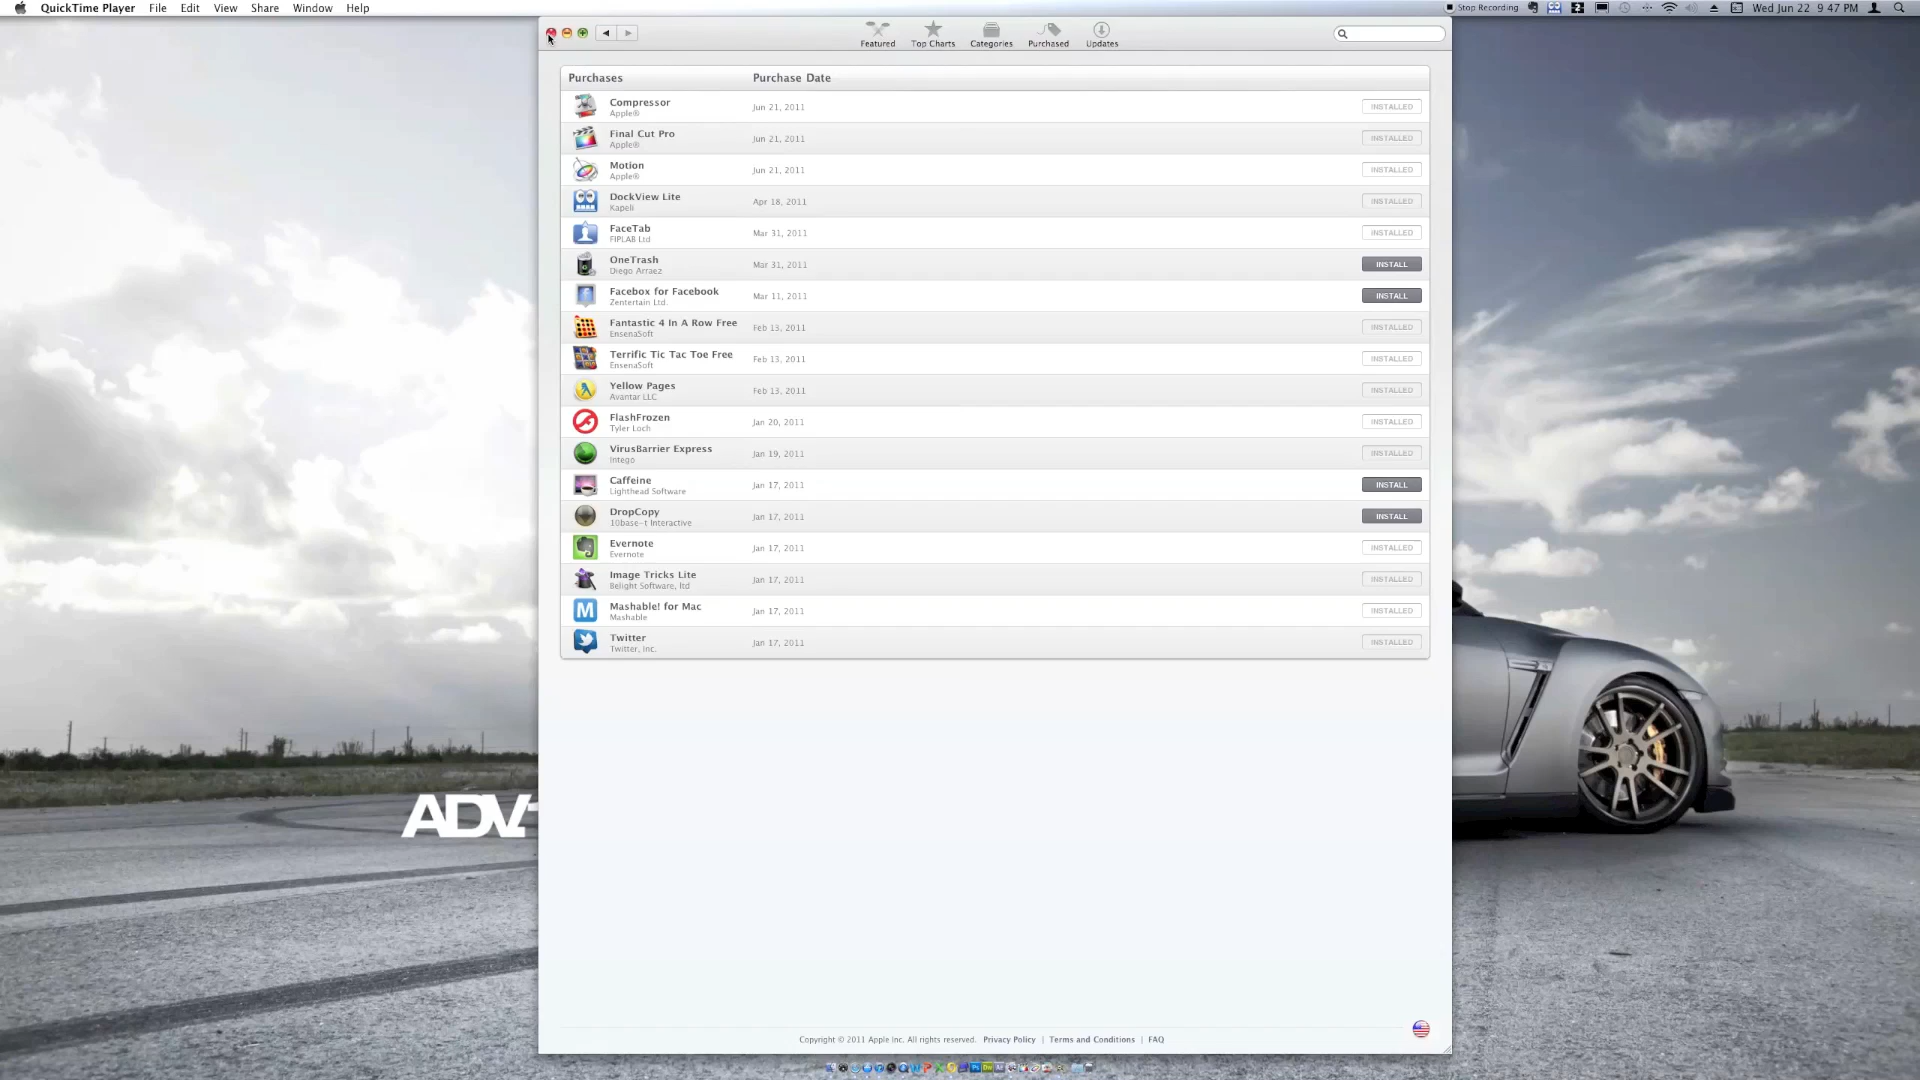 QuickTime Player File Edit View Share Window Help
Stop Recording
Wed Jun 22 9 47 PM
Featured Top Charts Categories Purchased Updates
Purchases Purchase Date
Compressor
Apple®
Jun 21, 2011
INSTALLED
Final Cut Pro
Apple®
Jun 21, 2011
INSTALLED
Motion
Apple®
Jun 21, 2011
INSTALLED
DockView Lite
Kapeli
Apr 18, 2011
INSTALLED
FaceTab
FIPLAB Ltd
Mar 31, 2011
INSTALLED
OneTrash
Diego Arraez
Mar 31, 2011
INSTALL
Facebox for Facebook
Zentertain Ltd.
Mar 11, 2011
INSTALL
Fantastic 4 In A Row Free
EnsenaSoft
Feb 13, 2011
INSTALLED
Terrific Tic Tac Toe Free
EnsenaSoft
Feb 13, 2011
INSTALLED
Yellow Pages
Avantar LLC.
Feb 13, 2011
INSTALLED
FlashFrozen
Tyler Loch
Jan 20, 2011
INSTALLED
VirusBarrier Express
Intego
Jan 19, 2011
INSTALLED
Caffeine
Lighthead Software
Jan 17, 2011
INSTALL
DropCopy
10base-t Interactive
Jan 17, 2011
INSTALL
Evernote
Evernote
Jan 17, 2011
INSTALLED
Image Tricks Lite
Belight Software, ltd
Jan 17, 2011
INSTALLED
M
Mashable! for Mac
Mashable
Jan 17, 2011
INSTALLED
Twitter
Twitter, Inc.
Jan 17, 2011
INSTALLED
ADV
Copyright © 2011 Apple Inc. All rights reserved. Privacy Policy | Terms and Conditions | FAQ